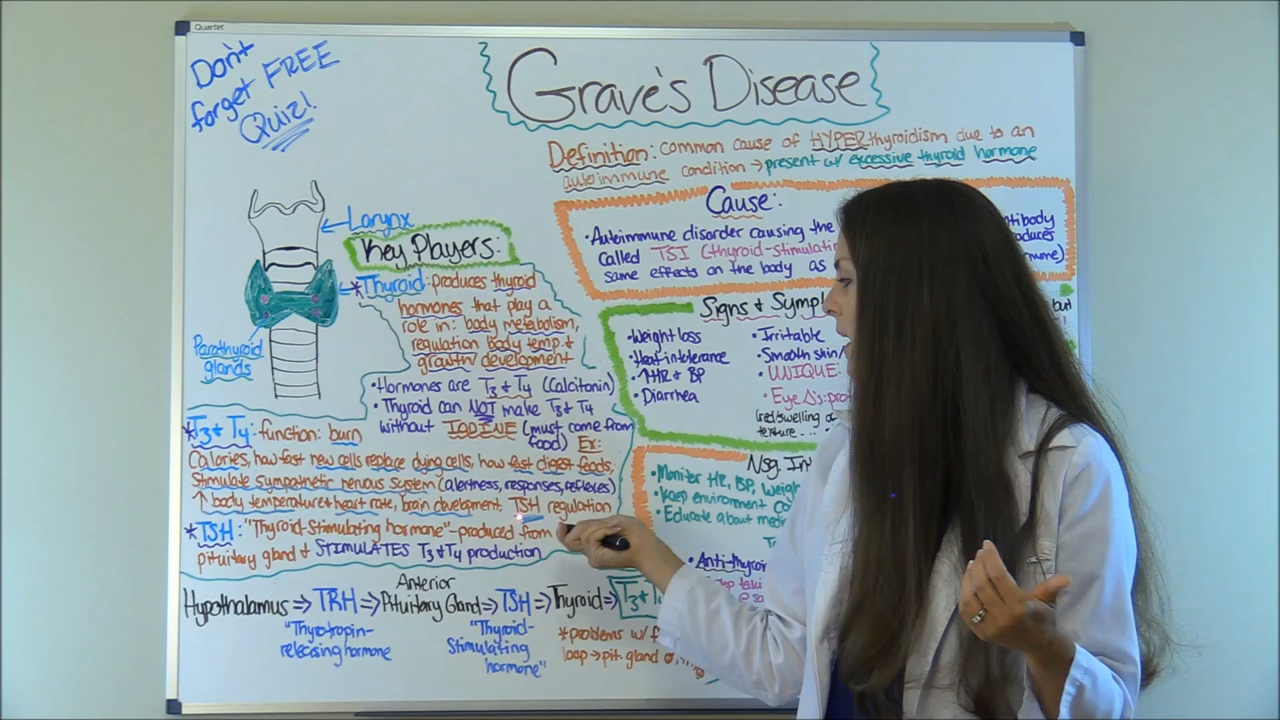 Quartet
Don't
forget FREE
Quiz!
Grave's Disease
Definition: common cause of HYPERthyroidism due to an
autoimmune condition → present w/ excessive thyroid hormone
Larynx
*Thyroid: produces thyroid
Parathyroid
glands
Key Players:
hormones that play a
role in: body metabolism,
regulation body temp. &
growth/development
•Hormones are T3 & T4 (Calcitonin)
•Thyroid can NOT make T3 & T4
without IODINE (must come from
food) Ex:
*T3 & T4: function: burn
Calories, how fast new cells replace dying cells, how fast digest foods,
Stimulate sympathetic nervous system (alertness, responses, reflexes)
↑ body temperature & heart rate, brain development, TSH regulation
*TSH: "Thyroid-Stimulating hormone"-produced from
pituitary gland & STIMULATES T3 & T4 production
Hypothalamus ⇒ TRH ⇒ Anterior Pituitary Gland ⇒ TSH ⇒ Thyroid ⇒ T3 +
"Thyrotropin-
releasing hormone
"Thyroid-
Stimulating
hormone"
*problems w/
loop → pit. gland
Cause:
•Autoimmune disorder causing the antibody
called TSI (thyroid-stimulatin
same effects on the body as
Signs & Sympt
•Weight loss
•Heat intolerance
•↑HR & BP
•Diarrhea
•Irritable
•Smooth skin/
•UNIQUE:
•Eye Δs: prot
(red/swelling of
texture...
but
Nsg. In
•Monitor HR, BP, weigh
•Keep environment co
•Educate about medi
•Anti-thyroi